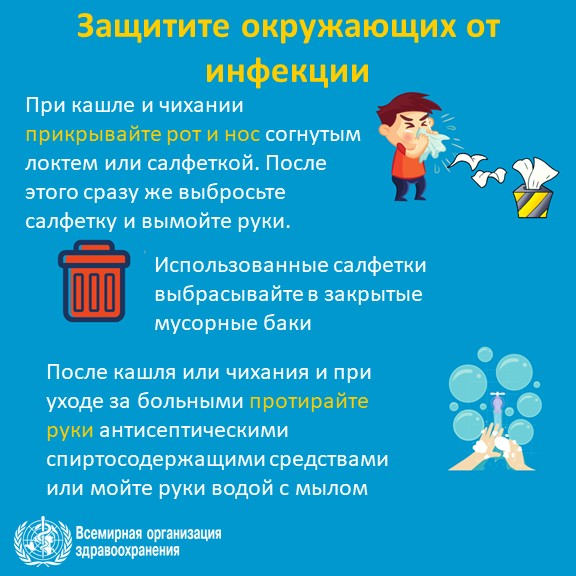 Защитите окружающих от
инфекции
При кашле и чихании
прикрывайте рот и нос согнутым
локтем или салфеткой. После
этого сразу же выбросьте
салфетку и вымойте руки.
Использованные салфетки
выбрасывайте в закрытые
мусорные баки
После кашля или чихания и при
уходе за больными протирайте
руки антисептическими
спиртосодержащими средствами
или мойте руки водой с мылом
Всемирная организация
здравоохранения